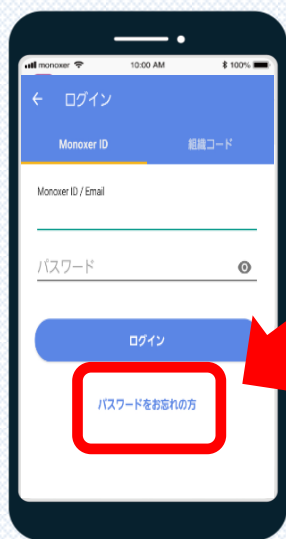 monoxer 10:00 AM 100%
ログイン
Monoxer ID 組織コード
Monoxer ID / Email
パスワード
ログイン
パスワードをお忘れの方